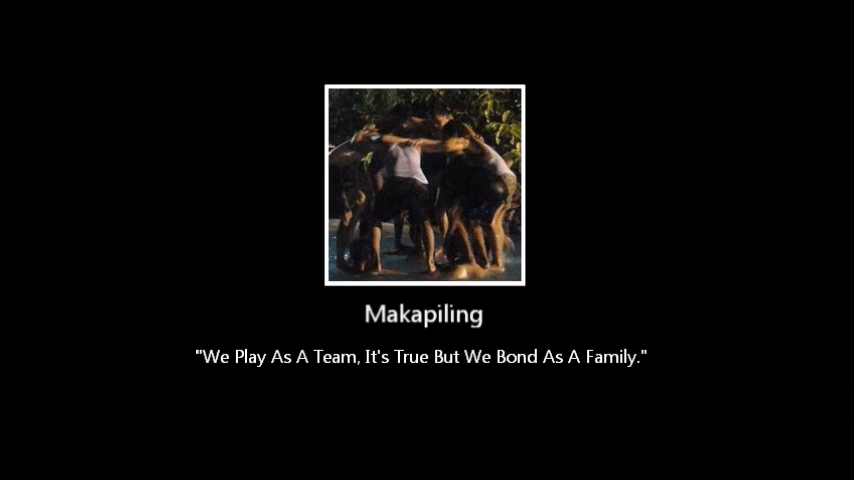 Makapiling
"We Play As A Team, It's True But We Bond As A Family."